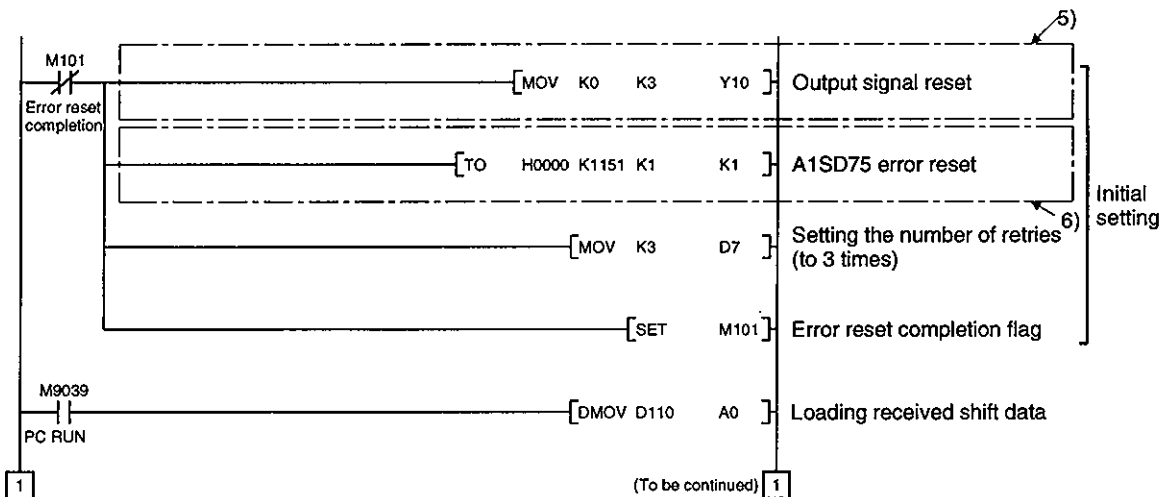 5)
M101
Error reset
completion
MOV K0 K3 Y10 Output signal reset
TO H0000 K1151 K1 K1 A1SD75 error reset
6)
Initial
setting
MOV K3 D7 Setting the number of retries
(to 3 times)
SET M101 Error reset completion flag
M9039
PC RUN
DMOV D110 A0 Loading received shift data
1 (To be continued) 1